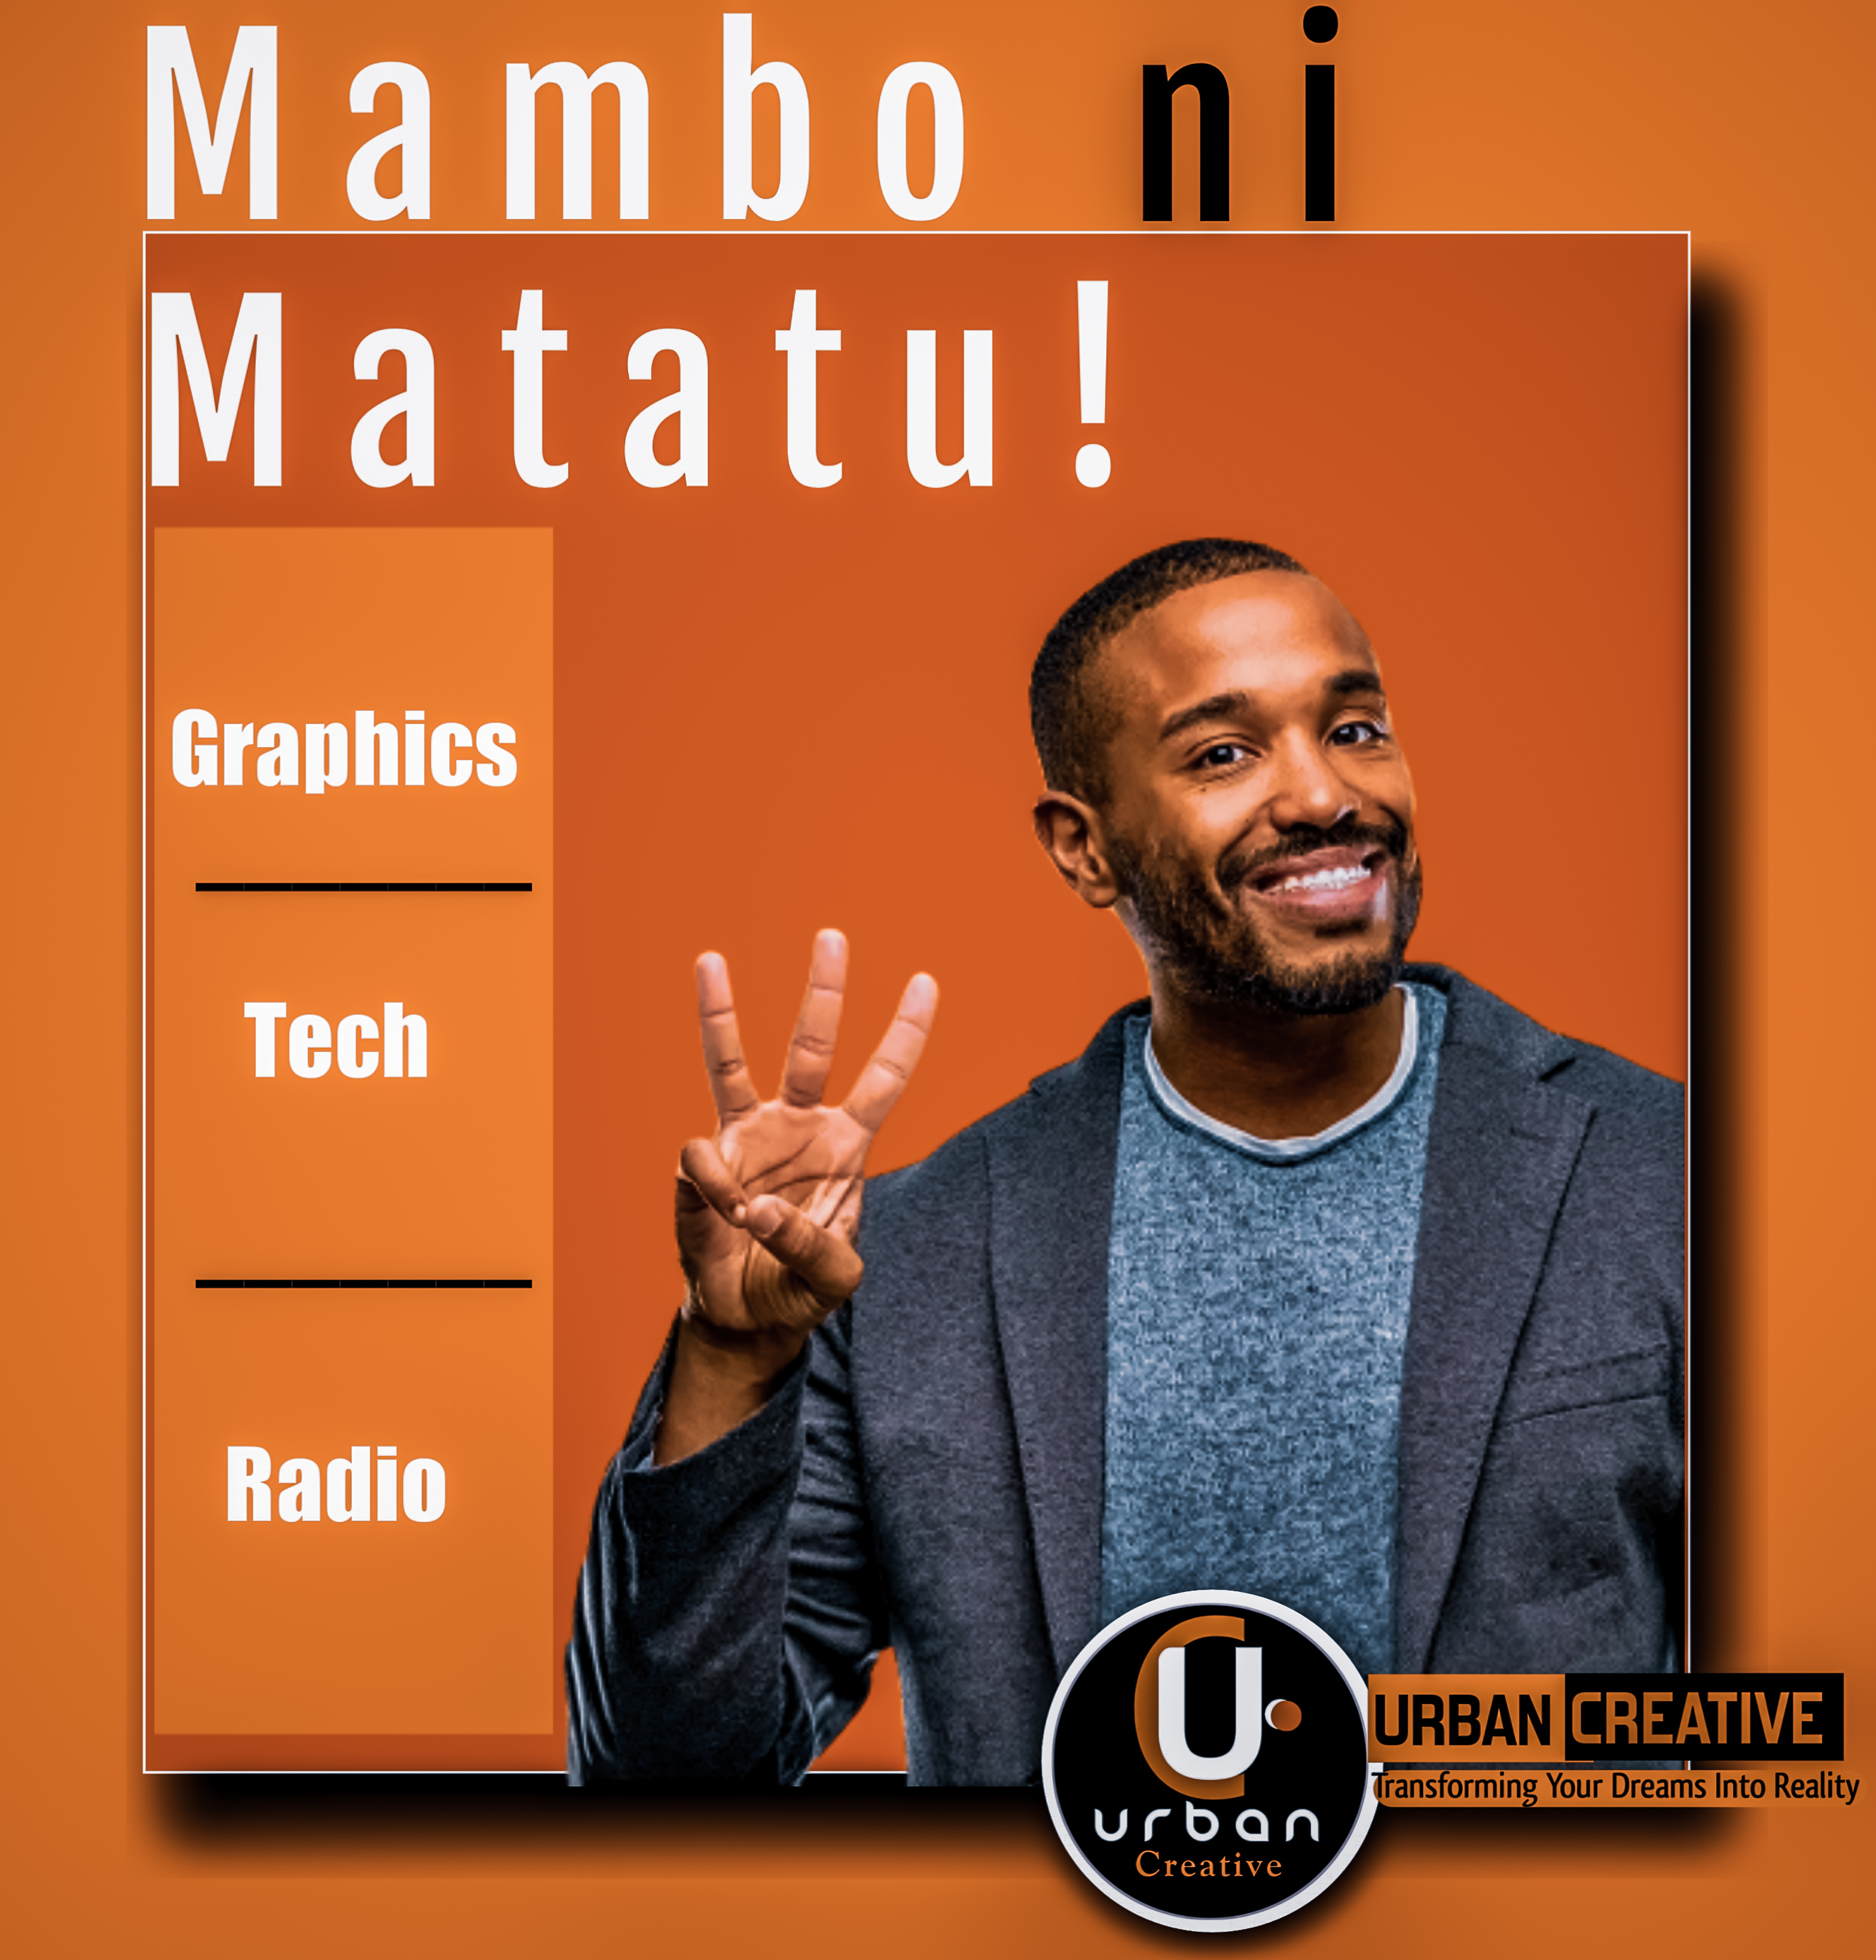 Mambo ni
Matatu!
Graphics
Tech
Radio
urban
Creative
URBAN CREATIVE
Transforming Your Dreams Into Reality